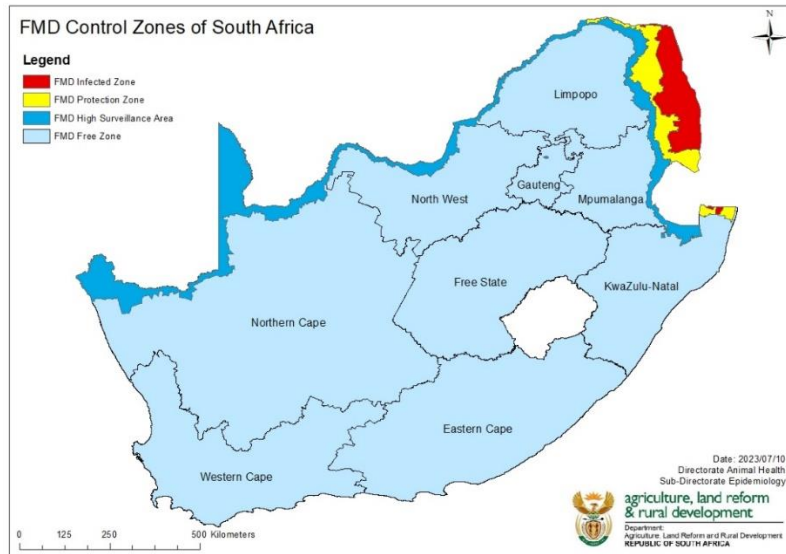 FMD Control Zones of South Africa
N
Legend
FMD Infected Zone
FMD Protection Zone
FMD High Surveillance Area
FMD Free Zone
Limpopo
North West
Gauteng
Mpumalanga
Free State
KwaZulu-Natal
Northern Cape
Eastern Cape
Western Cape
Date: 2023/07/10
Directorate Animal Health
Sub-Directorate Epidemiology
agriculture, land reform
& rural development
Department:
Agriculture, Land Reform and Rural Development
REPUBLIC OF SOUTH AFRICA
0 125 250 500 Kilometers